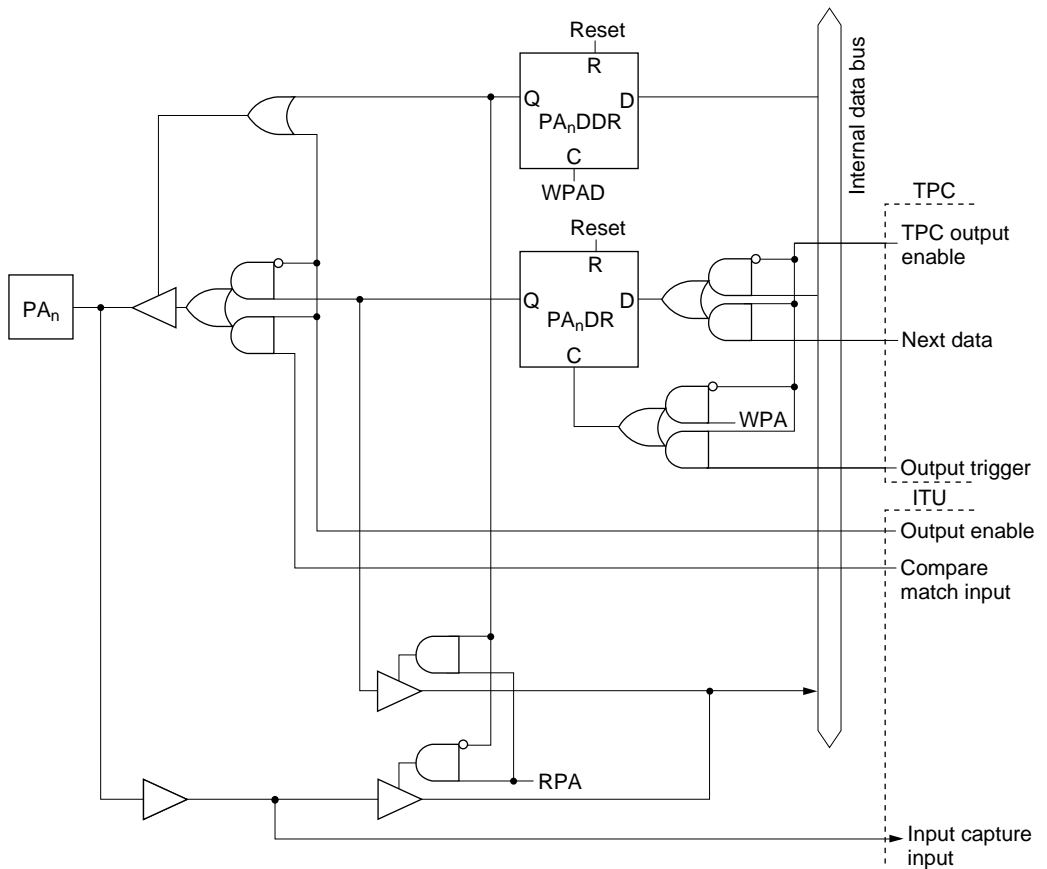 Reset
R
Q
D
PAnDDR
C
WPAD
Internal data bus
TPC
TPC output
enable
Reset
R
Q
D
PAnDR
C
PAn
Next data
WPA
Output trigger
ITU
Output enable
Compare
match input
RPA
Input capture
input